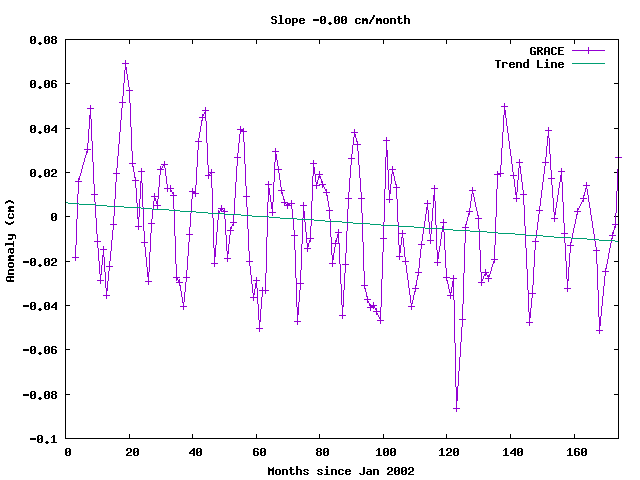 Slope -0.00 cm/month
GRACE
Trend Line
0.08
0.06
0.04
0.02
0
-0.02
-0.04
-0.06
-0.08
-0.1
Anomaly (cm)
0 20 40 60 80 100 120 140 160
Months since Jan 2002